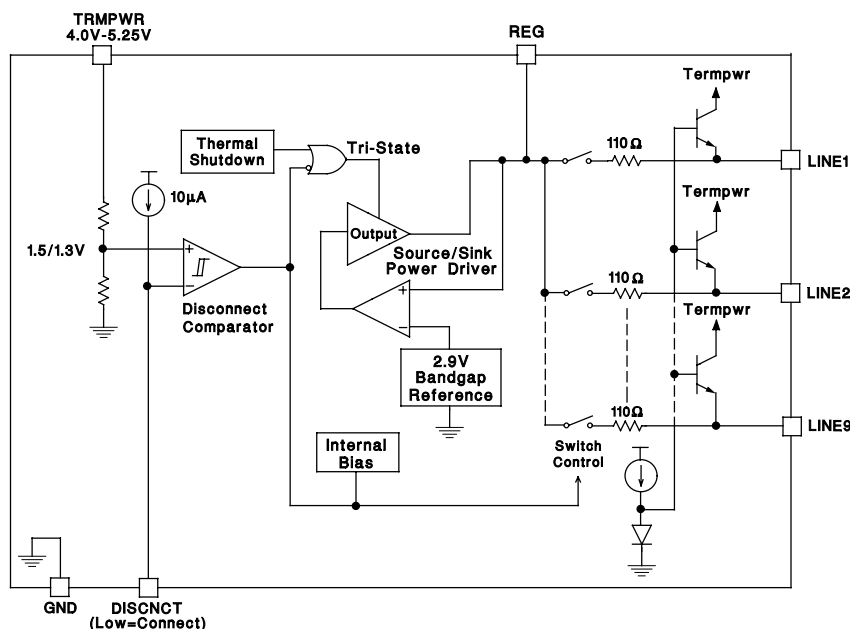 TRMPWR
4.0V-5.25V
REG
Termpwr
Thermal
Shutdown
Tri-State
110Ω
LINE1
10µA
Termpwr
1.5/1.3V
Output
Source/Sink
Power Driver
110Ω
LINE2
Disconnect
Comparator
Termpwr
2.9V
Bandgap
Reference
110Ω
LINE9
Internal
Bias
Switch
Control
GND
DISCNCT
(Low=Connect)